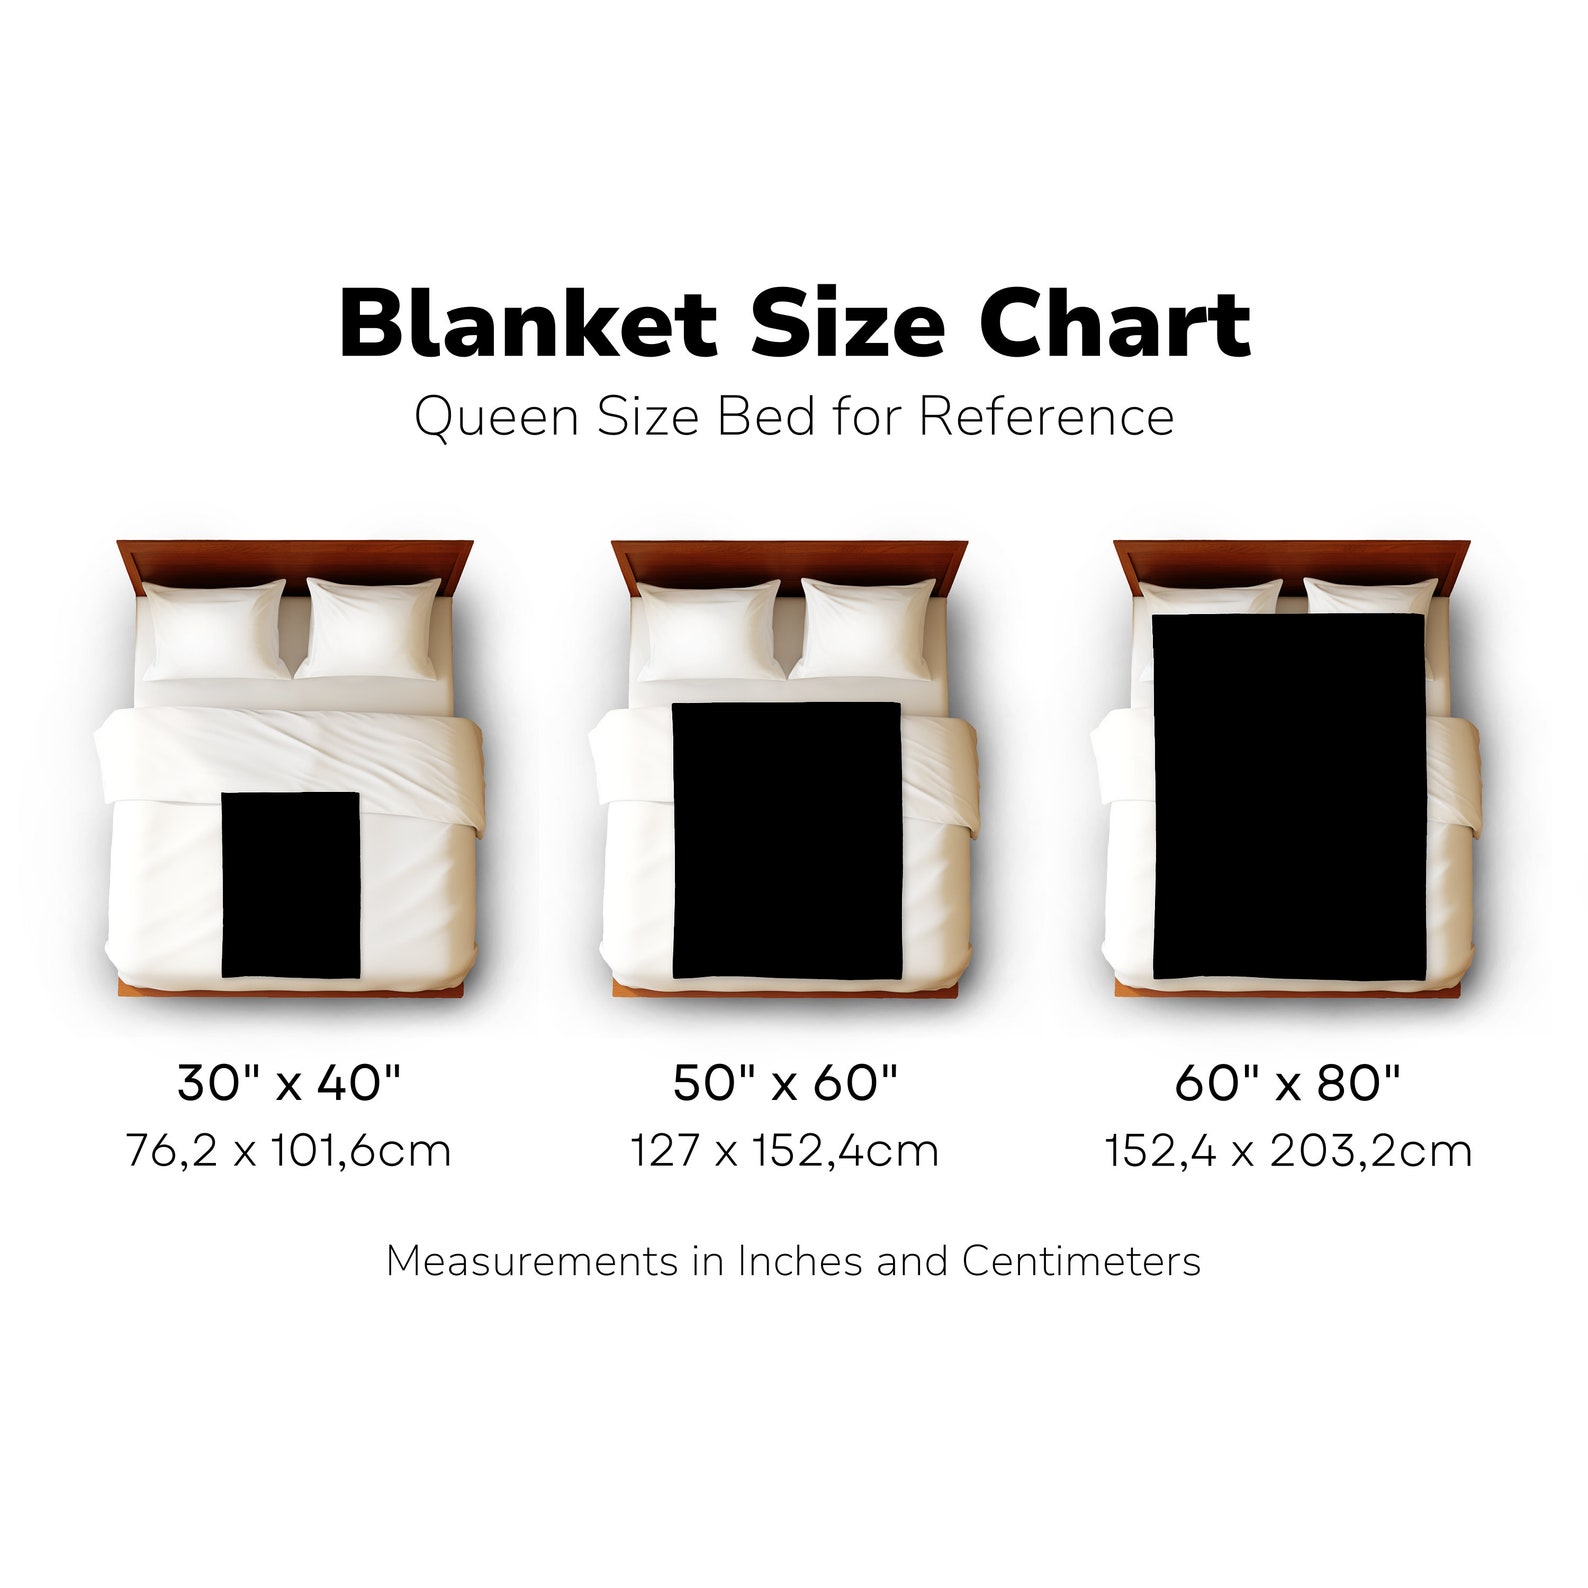 Blanket Size Chart
Queen Size Bed for Reference
30" x 40"
76,2 x 101,6cm
50" x 60"
127 x 152,4cm
60" x 80"
152,4 x 203,2cm
Measurements in Inches and Centimeters